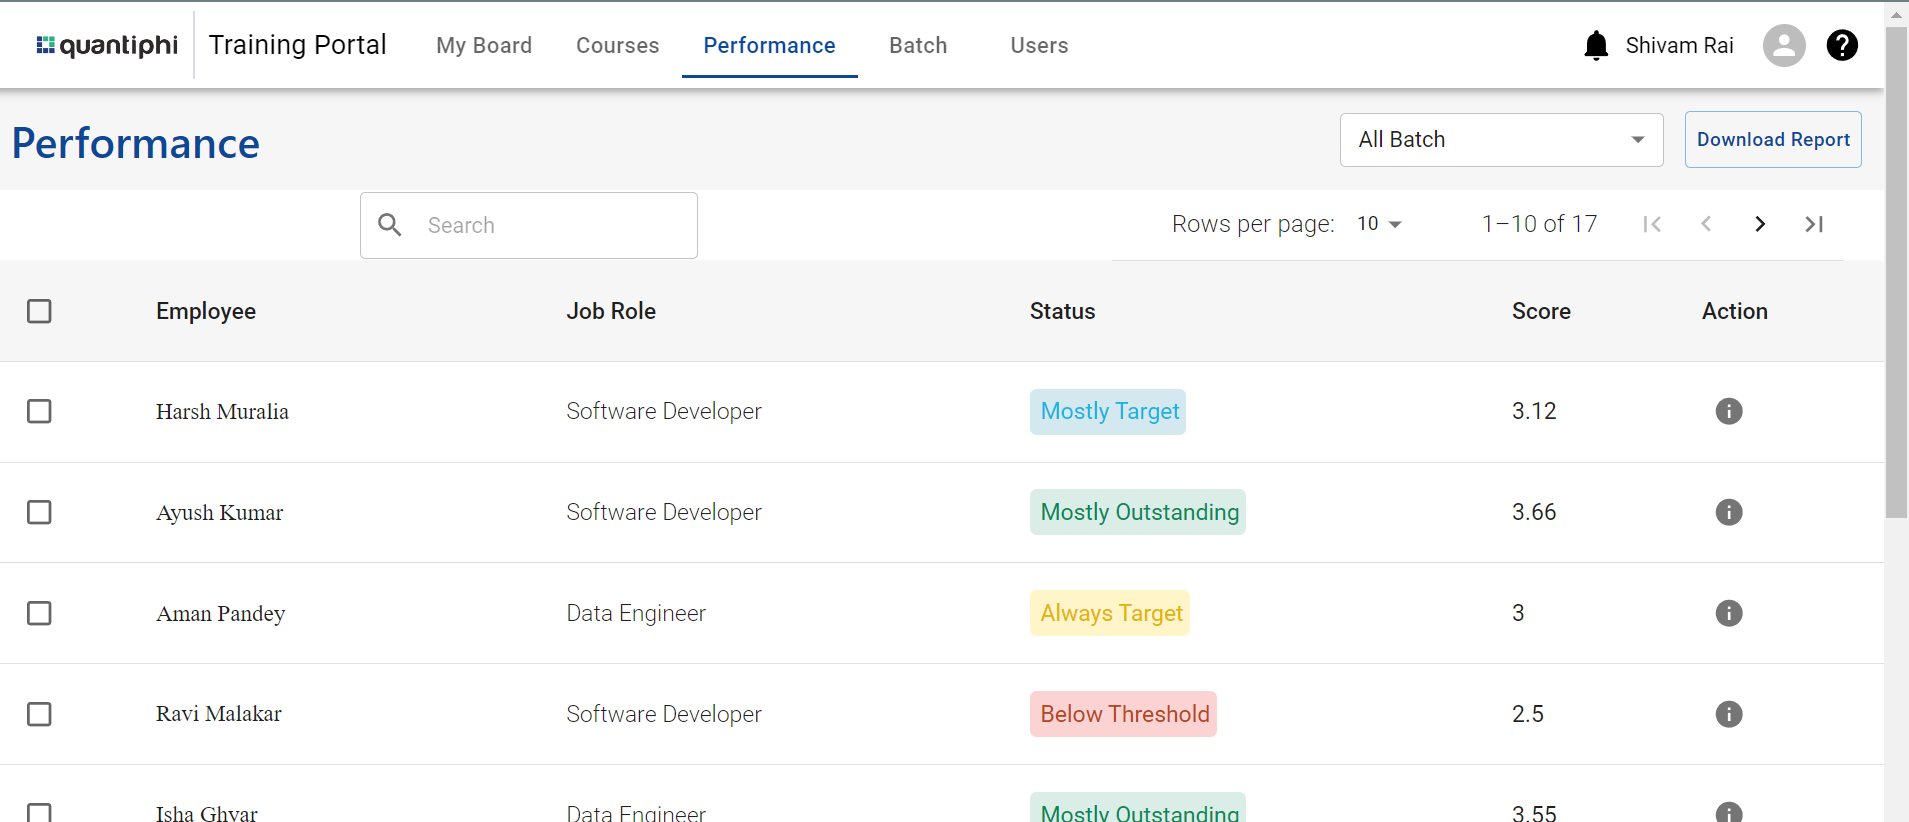 quantiphi Training Portal My Board Courses Performance Batch Users Shivam Rai ?
Performance All Batch Download Report
Search Rows per page: 10 1–10 of 17
Employee Job Role Status Score Action
Harsh Muralia Software Developer Mostly Target 3.12
Ayush Kumar Software Developer Mostly Outstanding 3.66
Aman Pandey Data Engineer Always Target 3
Ravi Malakar Software Developer Below Threshold 2.5
Isha Ghyar Data Engineer Mostly Outstanding 3.55